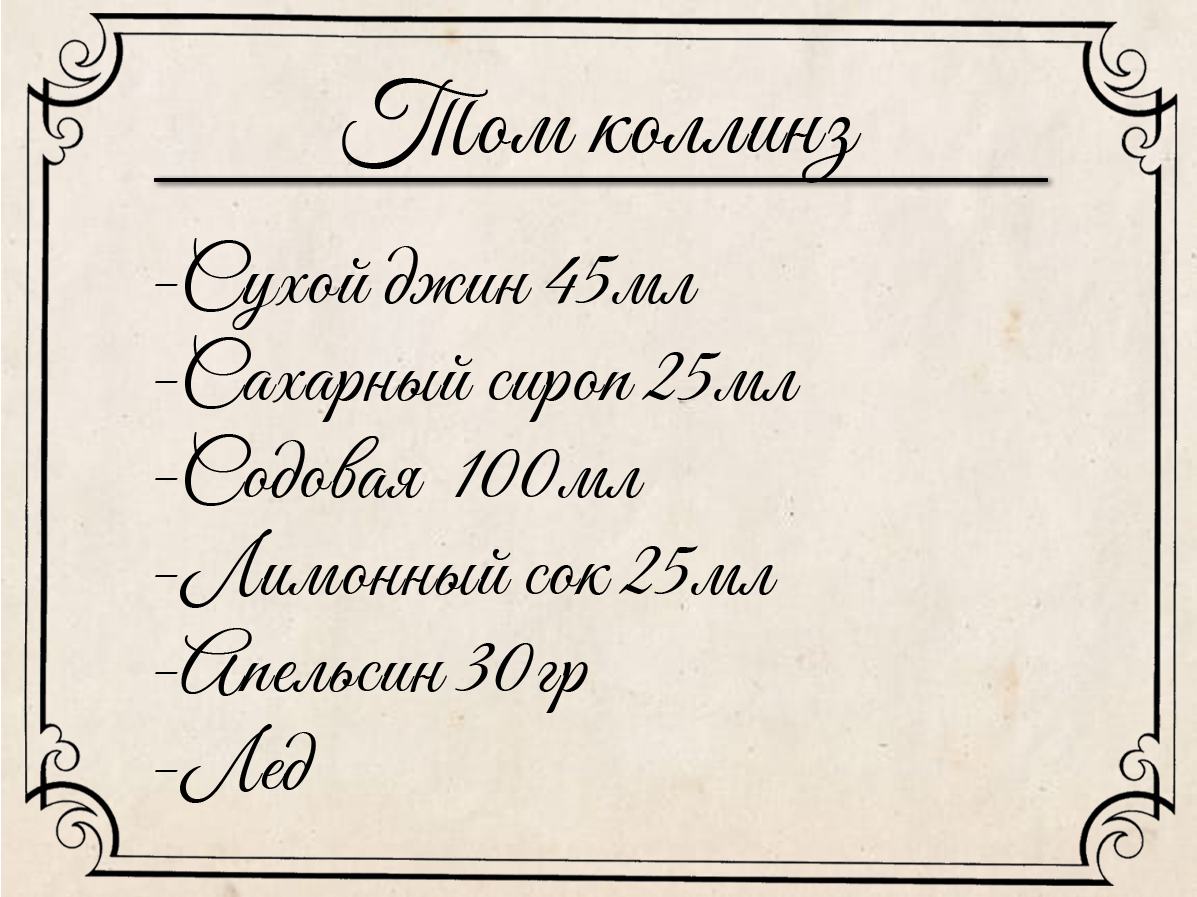 Том коллинз
-Сухой джин 45мл
-Сахарный сироп 25мл
-Содовая 100мл
-Лимонный сок 25мл
-Апельсин 30гр
-Лед